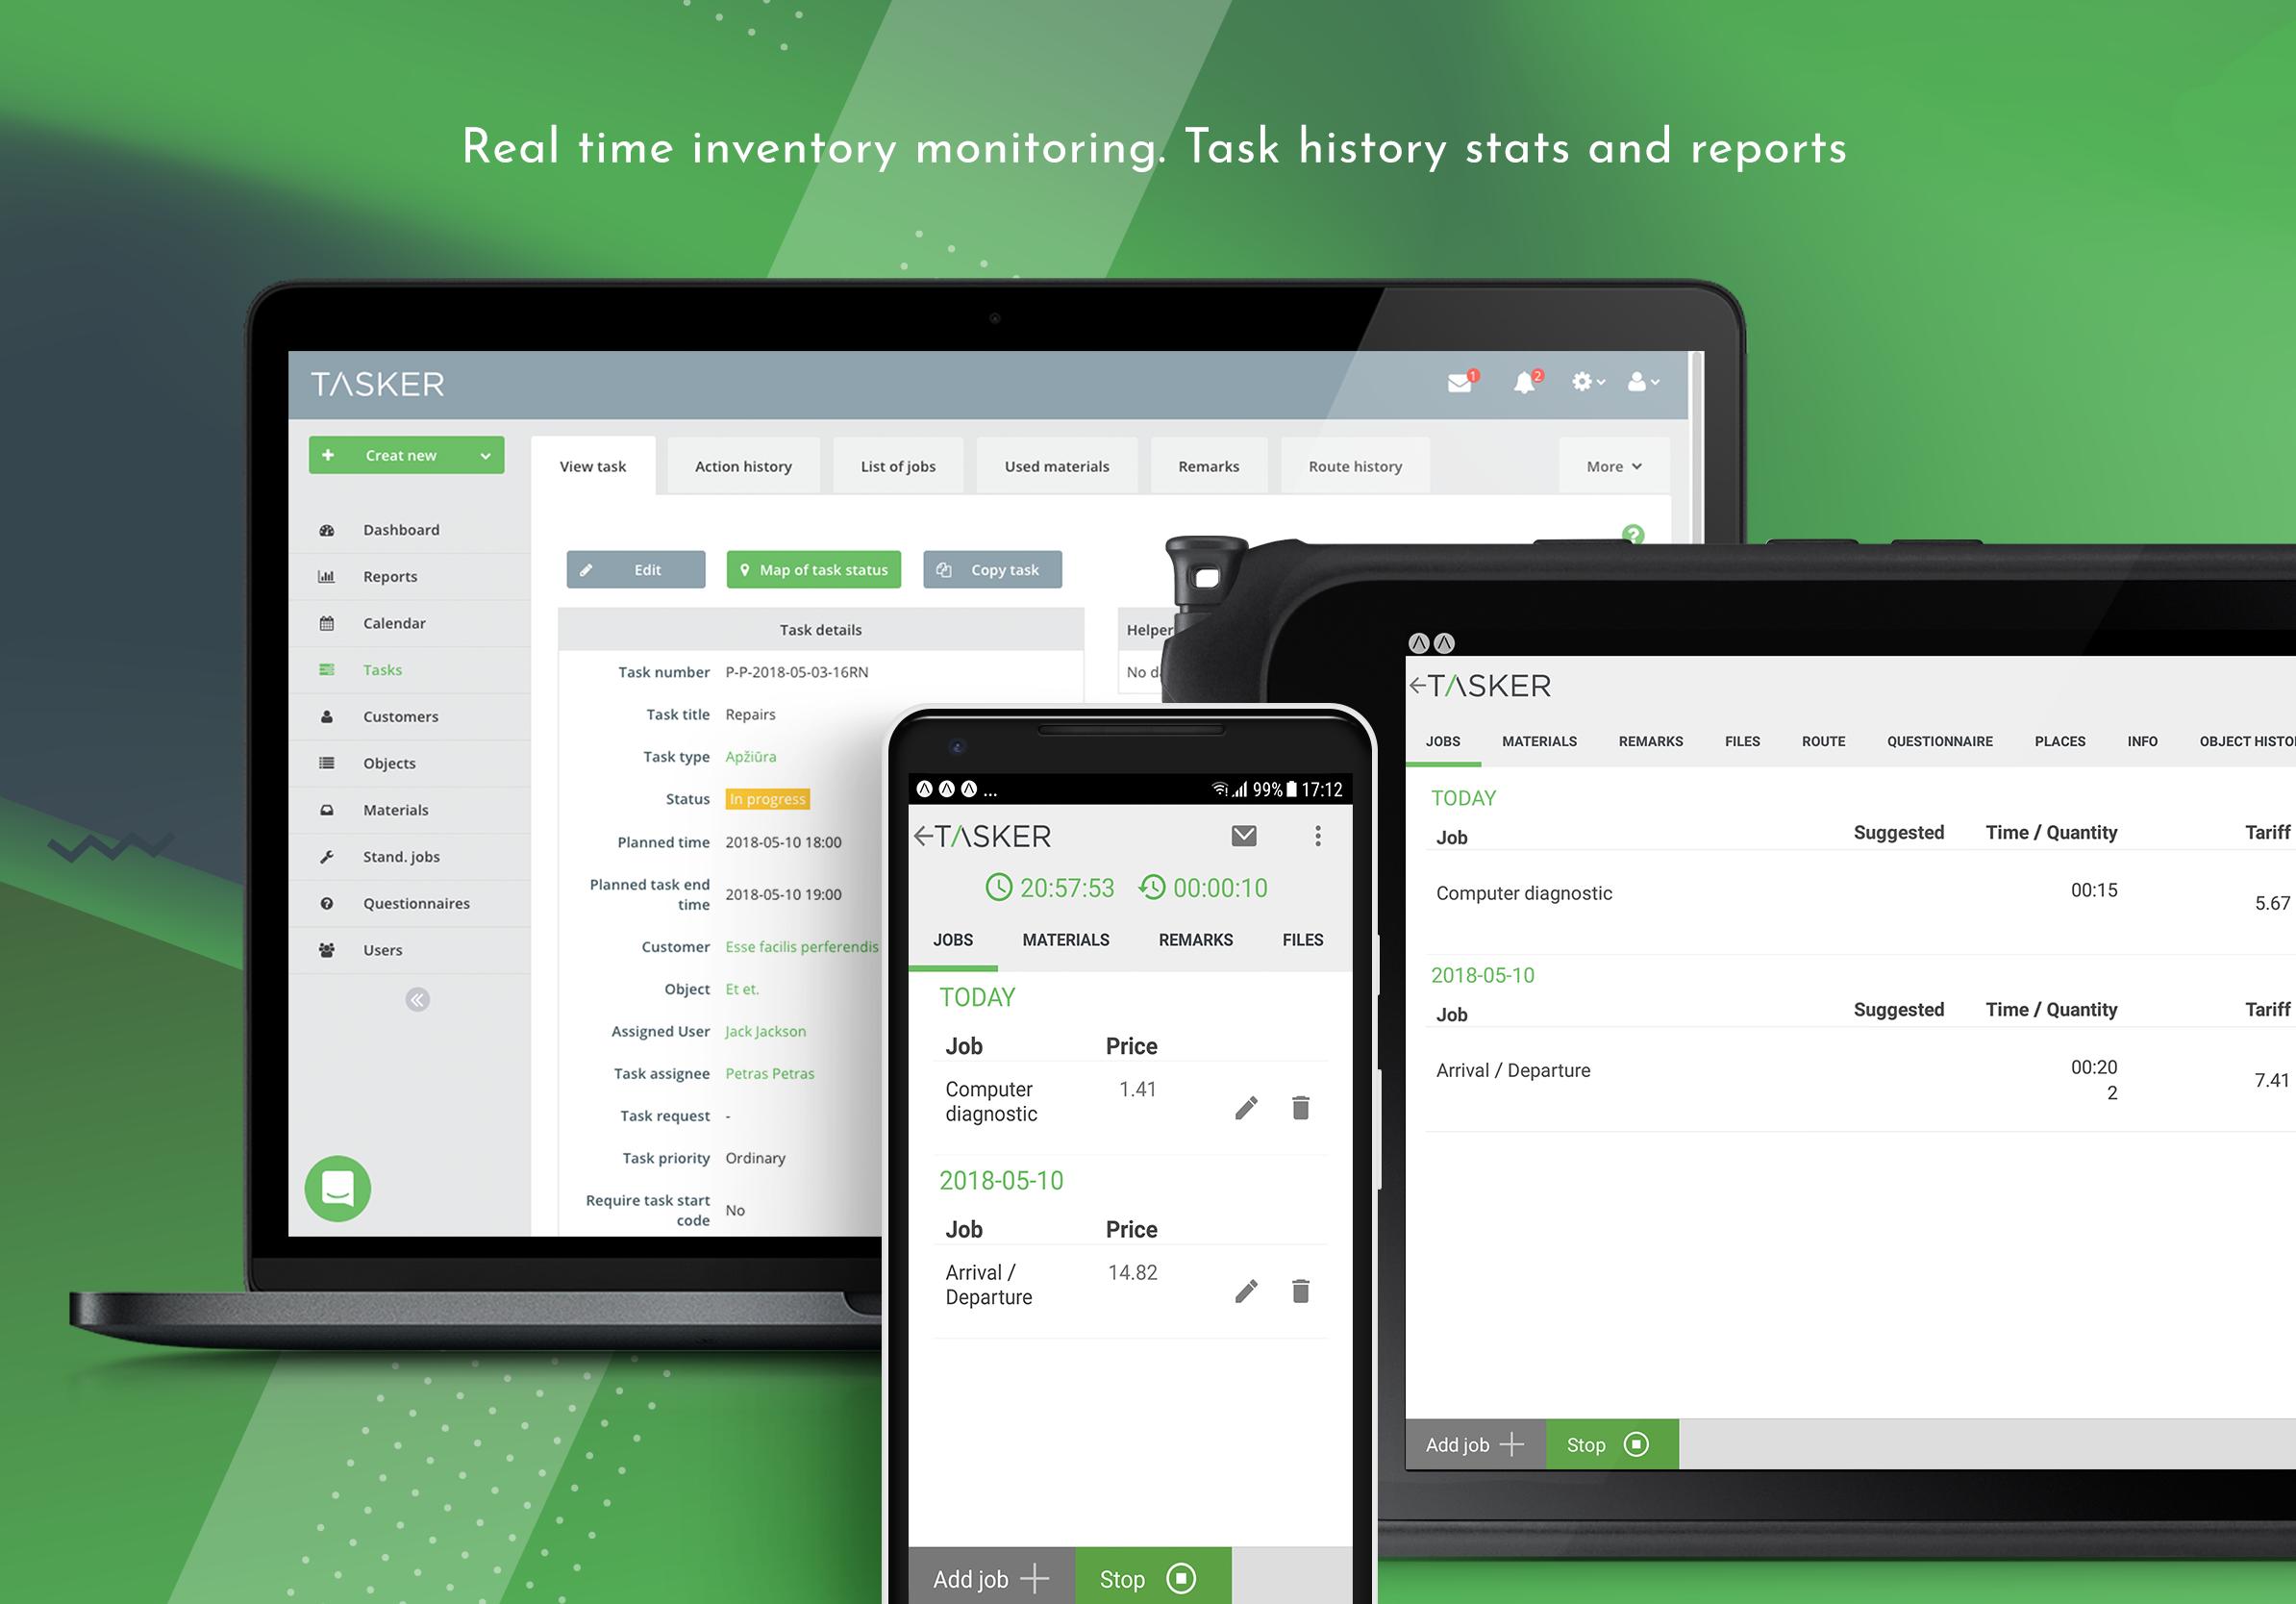 Real time inventory monitoring. Task history stats and reports
TASKER
1
2
Creat new
View task
Action history
List of jobs
Used materials
Remarks
Route history
More
Dashboard
Reports
Calendar
Tasks
Customers
Objects
Materials
Stand. jobs
Questionnaires
Users
Edit
Map of task status
Copy task
?
Task details
Task number P-P-2018-05-03-16RN
Task title Repairs
Task type Apžiūra
Status In progress
Planned time 2018-05-10 18:00
Planned task end
time 2018-05-10 19:00
Customer Esse facilis perferendis
Object Et et.
Assigned User Jack Jackson
Task assignee Petras Petras
Task request -
Task priority Ordinary
Require task start
code No
Helper
No
... 99% 17:12
TASKER
20:57:53 00:00:10
JOBS MATERIALS REMARKS FILES
TODAY
Job Price
Computer
diagnostic 1.41
2018-05-10
Job Price
Arrival /
Departure 14.82
Add job Stop
TASKER
JOBS MATERIALS REMARKS FILES ROUTE QUESTIONNAIRE PLACES INFO OBJECT HISTO
TODAY
Job Suggested Time / Quantity Tariff
Computer diagnostic 00:15 5.67
2018-05-10
Job Suggested Time / Quantity Tariff
Arrival / Departure 00:20 7.41
2
Add job Stop